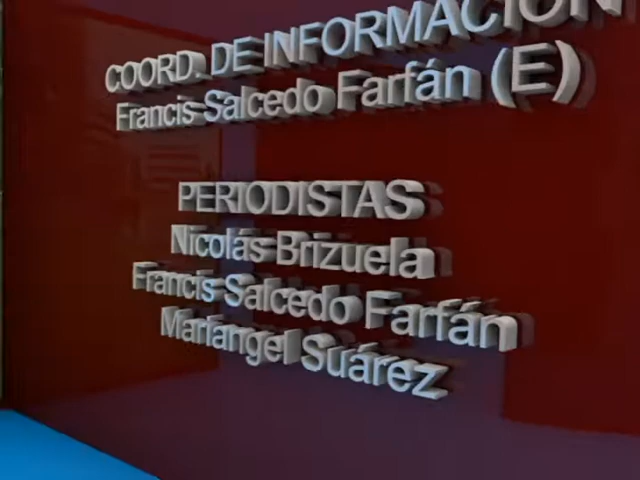 COORD. DE INFORMACIÓN
Francis Salcedo Farfán (E)
PERIODISTAS
Nicolás Brizuela
Francis Salcedo Farfán
Mariangel Suárez